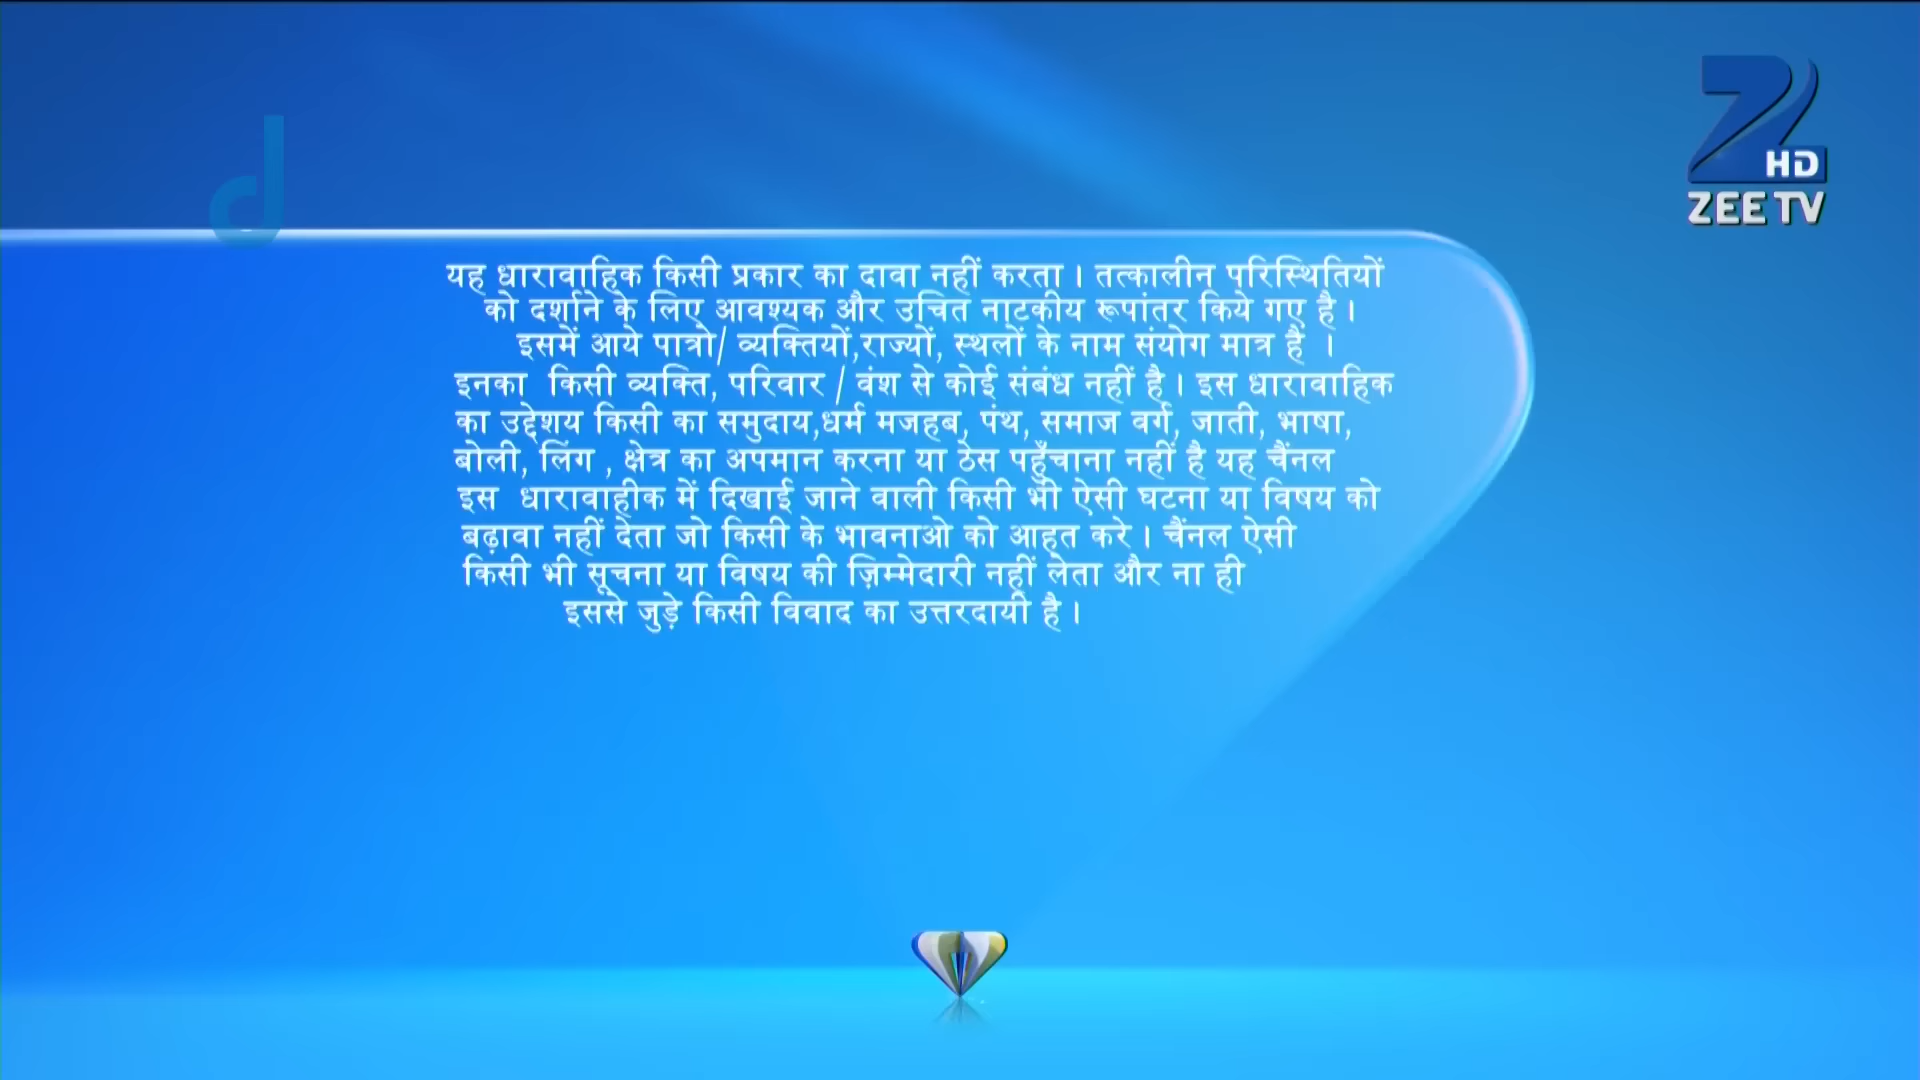 d
HD
ZEE TV
यह धारावाहिक किसी प्रकार का दावा नहीं करता । तत्कालीन परिस्थितियों
को दर्शाने के लिए आवश्यक और उचित नाटकीय रूपांतर किये गए है ।
इसमें आये पात्रो/ व्यक्तियों,राज्यों, स्थलों के नाम संयोग मात्र है ।
इनका किसी व्यक्ति, परिवार / वंश से कोई संबंध नहीं है । इस धारावाहिक
का उद्देशय किसी का समुदाय,धर्म मजहब, पंथ, समाज वर्ग, जाती, भाषा,
बोली, लिंग , क्षेत्र का अपमान करना या ठेस पहुँचाना नहीं है यह चैंनल
इस धारावाहीक में दिखाई जाने वाली किसी भी ऐसी घटना या विषय को
बढ़ावा नहीं देता जो किसी के भावनाओ को आहत करे । चैंनल ऐसी
किसी भी सूचना या विषय की ज़िम्मेदारी नहीं लेता और ना ही
इससे जुड़े किसी विवाद का उत्तरदायी है ।